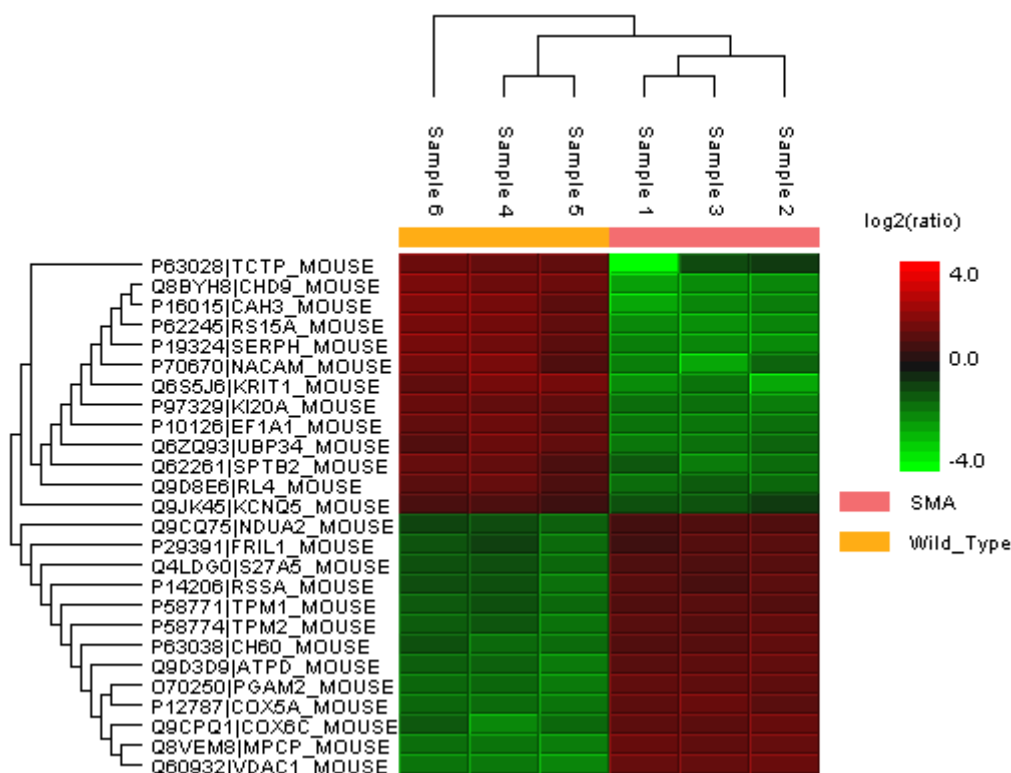 Sample 6
Sample 4
Sample 5
Sample 1
Sample 3
Sample 2
log2(ratio)
4.0
0.0
-4.0
SMA
Wild_Type
P63028|TCTP_MOUSE
Q8BYH8|CHD9_MOUSE
P16015|CAH3_MOUSE
P62245|RS15A_MOUSE
P19324|SERPH_MOUSE
P70670|NACAM_MOUSE
Q6S5J6|KRIT1_MOUSE
P97329|KI20A_MOUSE
P10126|EF1A1_MOUSE
Q6ZQ93|UBP34_MOUSE
Q62261|SPTB2_MOUSE
Q9D8E6|RL4_MOUSE
Q9JK45|KCNQ5_MOUSE
Q9CQ75|NDUA2_MOUSE
P29391|FRIL1_MOUSE
Q4LDG0|S27A5_MOUSE
P14206|RSSA_MOUSE
P58771|TPM1_MOUSE
P58774|TPM2_MOUSE
P63038|CH60_MOUSE
Q9D3D9|ATPD_MOUSE
O70250|PGAM2_MOUSE
P12787|COX5A_MOUSE
Q9CPQ1|COX6C_MOUSE
Q8VEM8|MPCP_MOUSE
Q60932|VDAC1_MOUSE